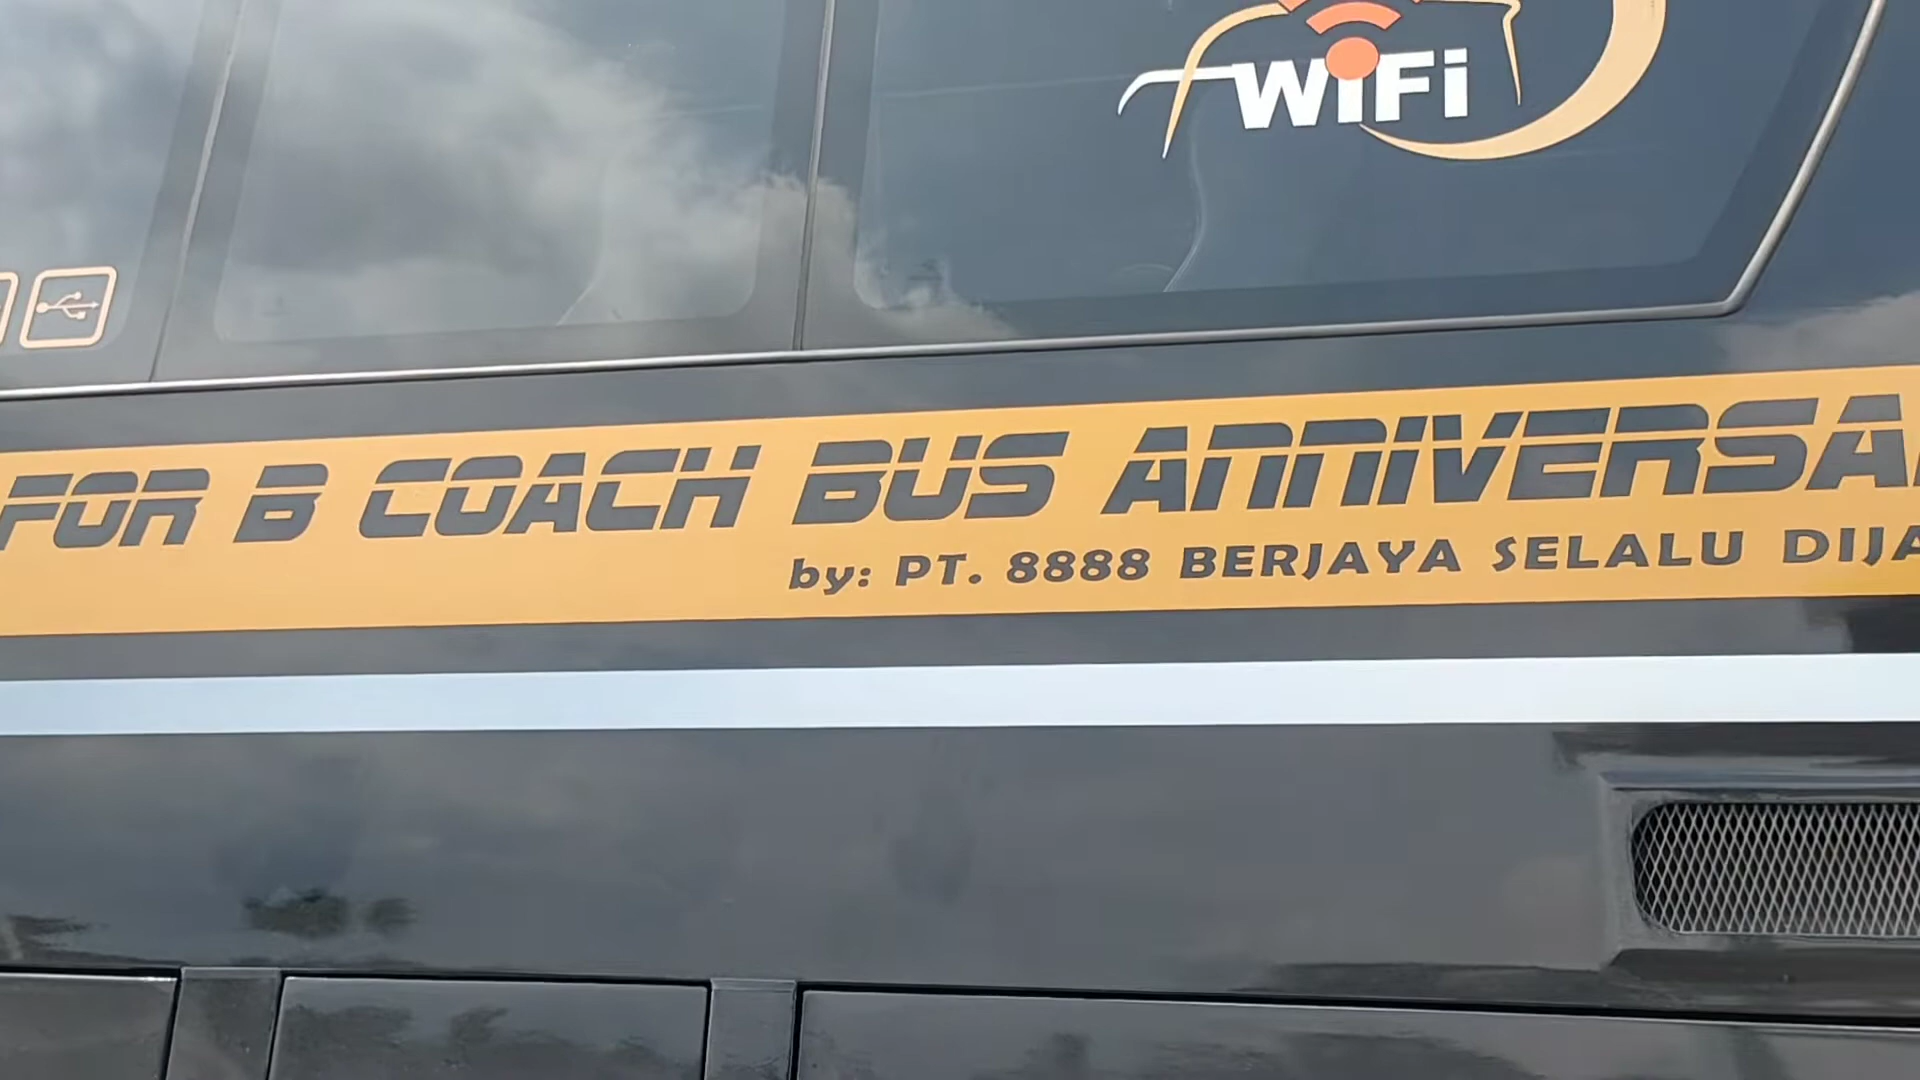 WiFi
FOR B COACH BUS ANNIVERSA
by: PT. 8888 BERJAYA SELALU DIJA